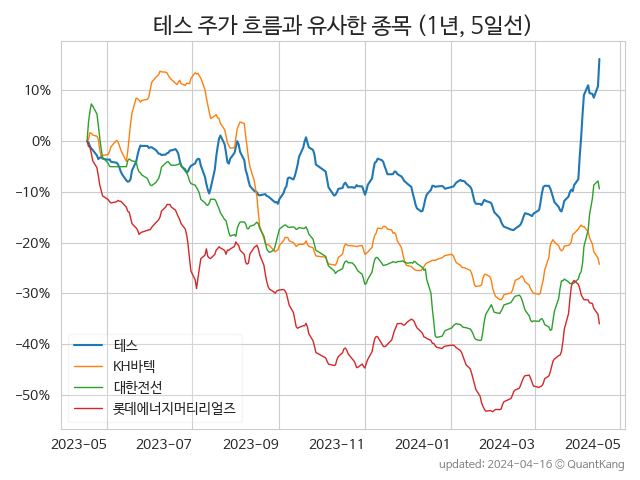 테스 주가 흐름과 유사한 종목 (1년, 5일선)
10%
0%
−10%
−20%
−30%
−40%
−50%
테스
KH바텍
대한전선
롯데에너지머티리얼즈
2023-05 2023-07 2023-09 2023-11 2024-01 2024-03 2024-05
updated: 2024-04-16 © QuantKang